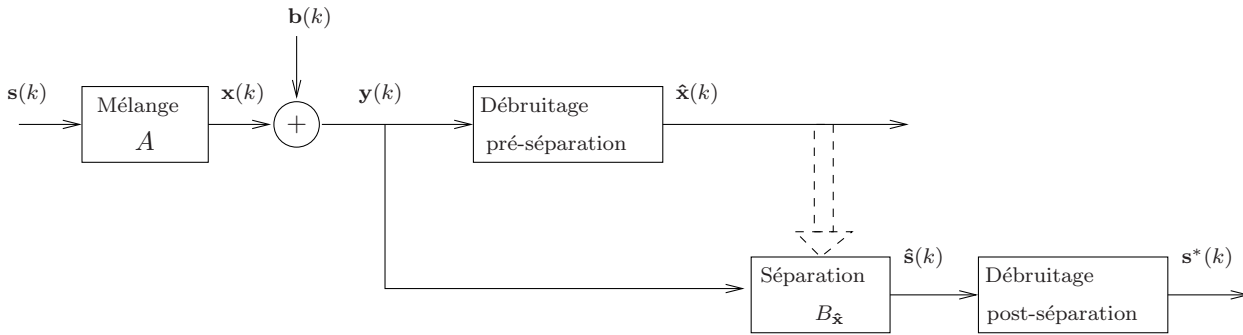 b(k)
s(k)
Mélange
A
x(k)
+
y(k)
Débruitage
pré-séparation
x̂(k)
Séparation
B_x̂
ŝ(k)
Débruitage
post-séparation
s*(k)